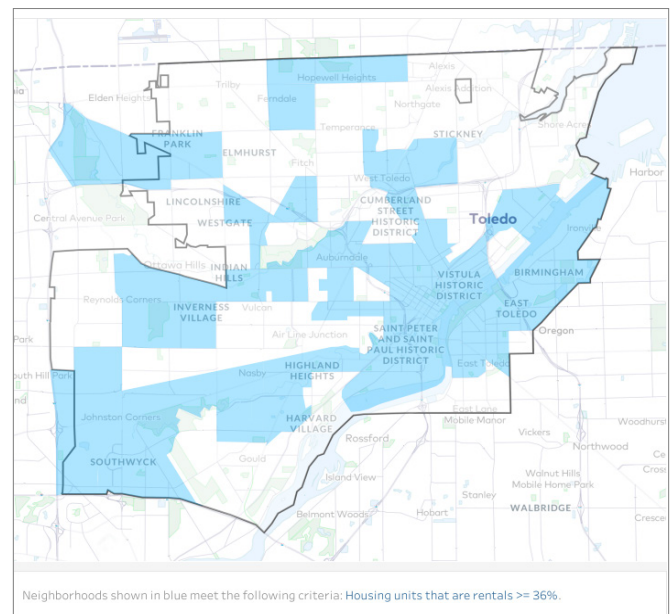 Alexis
Hopewell Heights
Trilby
Alexis Addition
Elden Heights
Ferndale
Northgate
Shore Acre
Temperance
FRANKLIN
PARK
STICKNEY
ELMHURST
Fitch
West Toledo
Harbor
LINCOLNSHIRE
CUMBERLAND
STREET
HISTORIC
DISTRICT
Central Avenue Park
WESTGATE
Toledo
Ironville
Auburndale
Ottawa Hills
INDIAN
HILLS
VISTULA
HISTORIC
DISTRICT
BIRMINGHAM
Reynolds Corners
INVERNESS
VILLAGE
Vulcan
EAST
TOLEDO
Air Line Junction
SAINT PETER
AND SAINT
PAUL HISTORIC
DISTRICT
Oregon
Park
HIGHLAND
HEIGHTS
East Toledo
outh Hill Park
Nasby
nd
Johnston Corners
HARVARD
VILLAGE
East Lane
Mobile Manor
Woodhurst
Rossford
Vickers
Northwood
SOUTHWYCK
Gould
Island View
Walnut Hills
Mobile Home Park
Ce
Cross
Stanley
Belmont Woods
Hobart
WALBRIDGE
Cresce
Neighborhoods shown in blue meet the following criteria: Housing units that are rentals >= 36%.